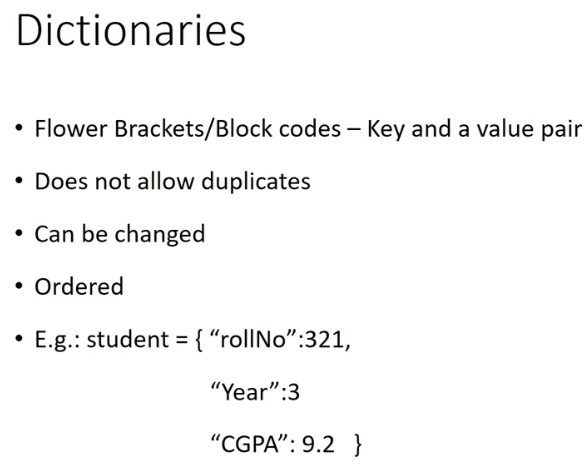 Dictionaries
• Flower Brackets/Block codes – Key and a value pair
• Does not allow duplicates
• Can be changed
• Ordered
• E.g.: student = { “rollNo”:321,
“Year”:3
“CGPA”: 9.2 }